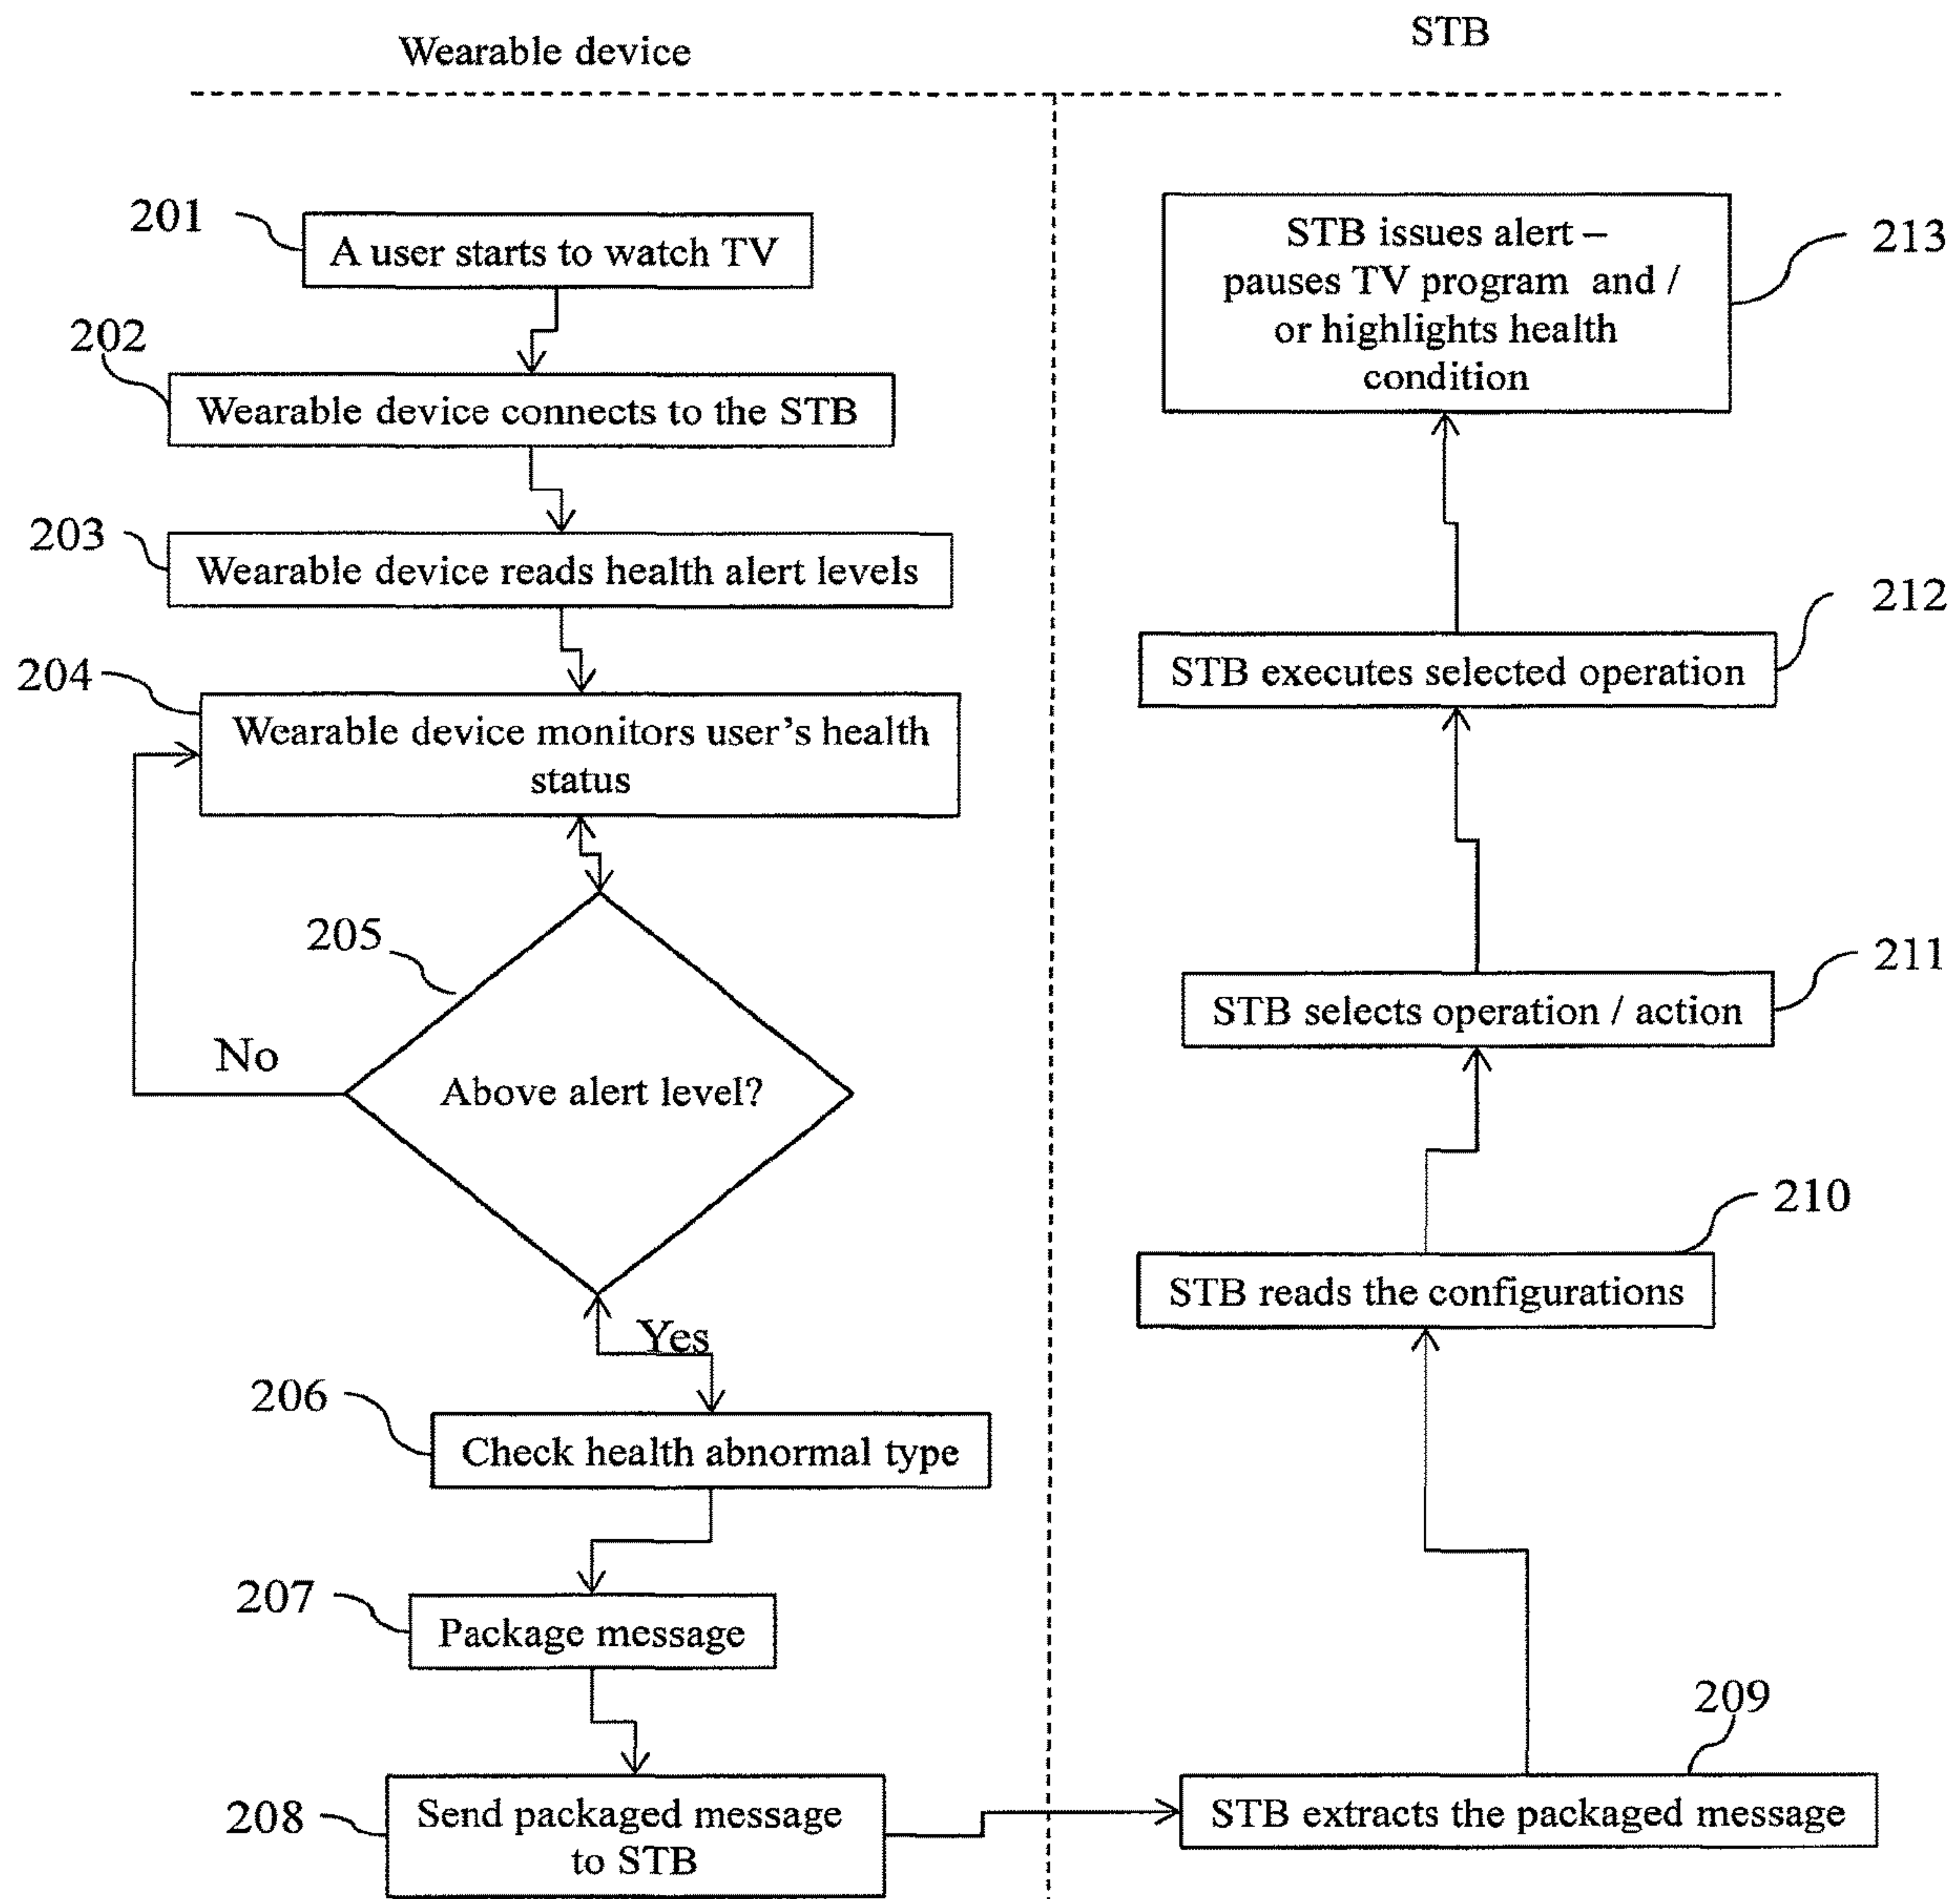 Wearable device
STB
201
A user starts to watch TV
202
Wearable device connects to the STB
203
Wearable device reads health alert levels
204
Wearable device monitors user's health
status
205
No
Above alert level?
Yes
206
Check health abnormal type
207
Package message
208
Send packaged message
to STB
STB issues alert –
pauses TV program and /
or highlights health
condition
213
212
STB executes selected operation
211
STB selects operation / action
210
STB reads the configurations
209
STB extracts the packaged message